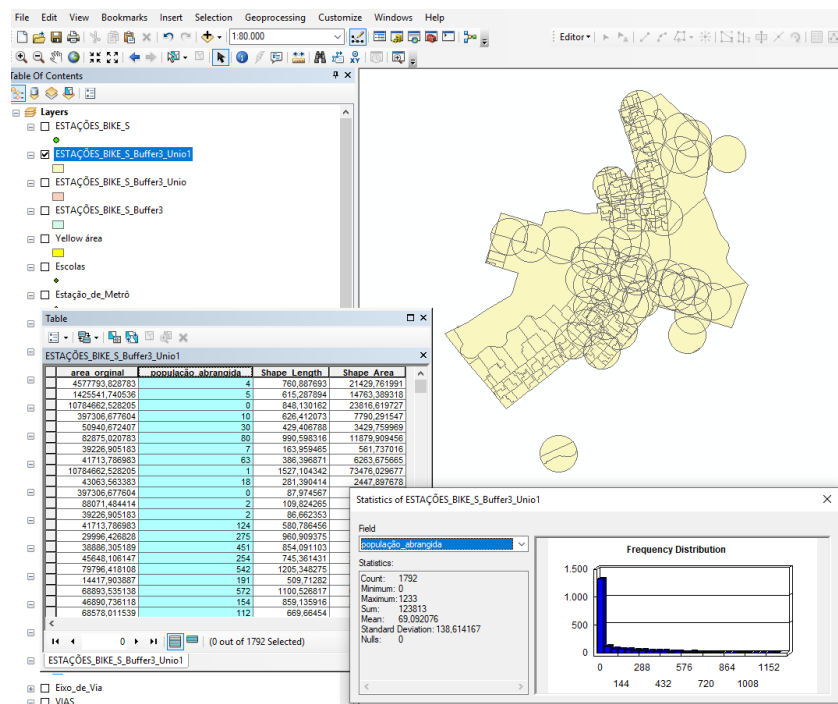 File Edit View Bookmarks Insert Selection Geoprocessing Customize Windows Help
1:80.000
Editor
Table Of Contents
Layers
ESTAÇÕES_BIKE_S
ESTAÇÕES_BIKE_S_Buffer3_Unio1
ESTAÇÕES_BIKE_S_Buffer3_Unio
ESTAÇÕES_BIKE_S_Buffer3
Yellow área
Escolas
Estação_de_Metrô
Table
ESTAÇÕES_BIKE_S_Buffer3_Unio1
area_orginal população_abrangida Shape_Length Shape_Area
4577793,828783 4 760,887693 21429,761991
1425541,740536 5 615,287894 14763,389318
10784662,528205 0 848,130162 23816,619727
397306,677604 10 626,412073 7790,291547
50940,672407 30 429,406788 3429,759969
82875,020783 80 990,598316 11879,909456
39226,905183 7 163,959465 561,737016
41713,786983 63 386,396871 6263,675665
10784662,528205 1 1527,104342 73476,029677
43063,563383 18 281,390414 2447,897678
397306,677604 0 87,974567
88071,484414 2 109,824265
39226,905183 2 86,662353
41713,786983 124 580,786456
29996,426828 275 960,909375
38886,305189 451 854,091103
45648,106147 254 745,361431
79796,418108 542 1205,348275
14417,903887 191 509,71282
68893,535138 572 1100,526817
46890,736118 154 859,135916
68578,011539 112 669,66454
0 (0 out of 1792 Selected)
ESTAÇÕES_BIKE_S_Buffer3_Unio1
Eixo_de_Via
VIAS
Statistics of ESTAÇÕES_BIKE_S_Buffer3_Unio1
Field
população_abrangida
Statistics:
Count: 1792
Minimum: 0
Maximum: 1233
Sum: 123813
Mean: 69,092076
Standard Deviation: 138,614167
Nulls: 0
Frequency Distribution
1.500
1.000
500
0
0 288 576 864 1152
144 432 720 1008